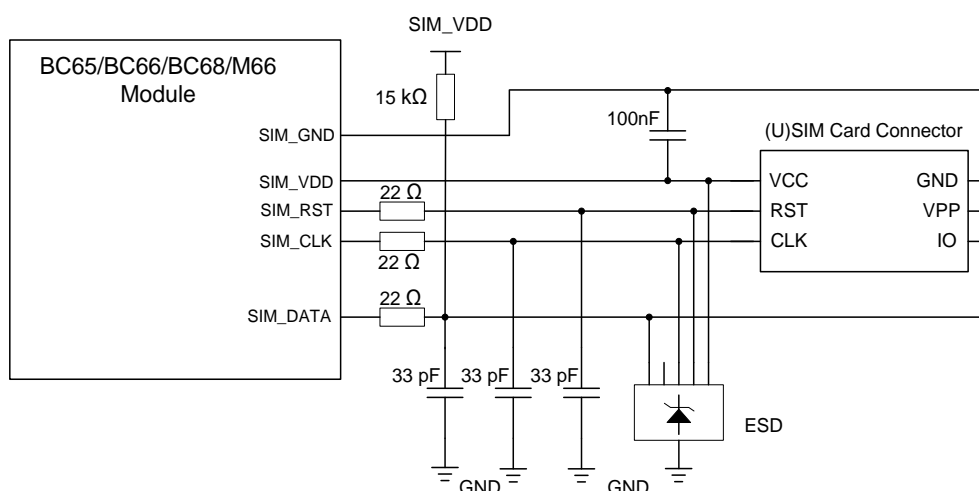 SIM_VDD
BC65/BC66/BC68/M66
Module
15 kΩ
SIM_GND
100nF
(U)SIM Card Connector
SIM_VDD
VCC
GND
22 Ω
SIM_RST
RST
VPP
SIM_CLK
CLK
IO
22 Ω
22 Ω
SIM_DATA
33 pF
33 pF
33 pF
ESD
GND
GND